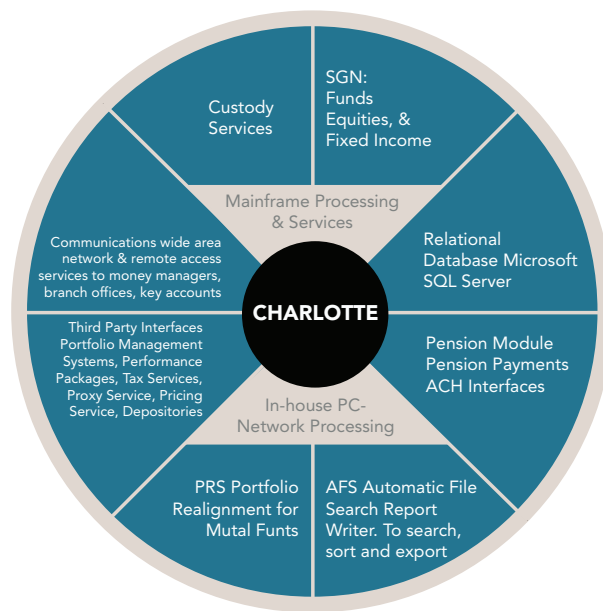 Custody
Services
SGN:
Funds
Equities, &
Fixed Income
Mainframe Processing
& Services
Communications wide area
network & remote access
services to money managers,
branch offices, key accounts
Relational
Database Microsoft
SQL Server
CHARLOTTE
Third Party Interfaces
Portfolio Management
Systems, Performance
Packages, Tax Services,
Proxy Service, Pricing
Service, Depositories
Pension Module
Pension Payments
ACH Interfaces
In-house PC-
Network Processing
PRS Portfolio
Realignment for
Mutal Funts
AFS Automatic File
Search Report
Writer. To search,
sort and export